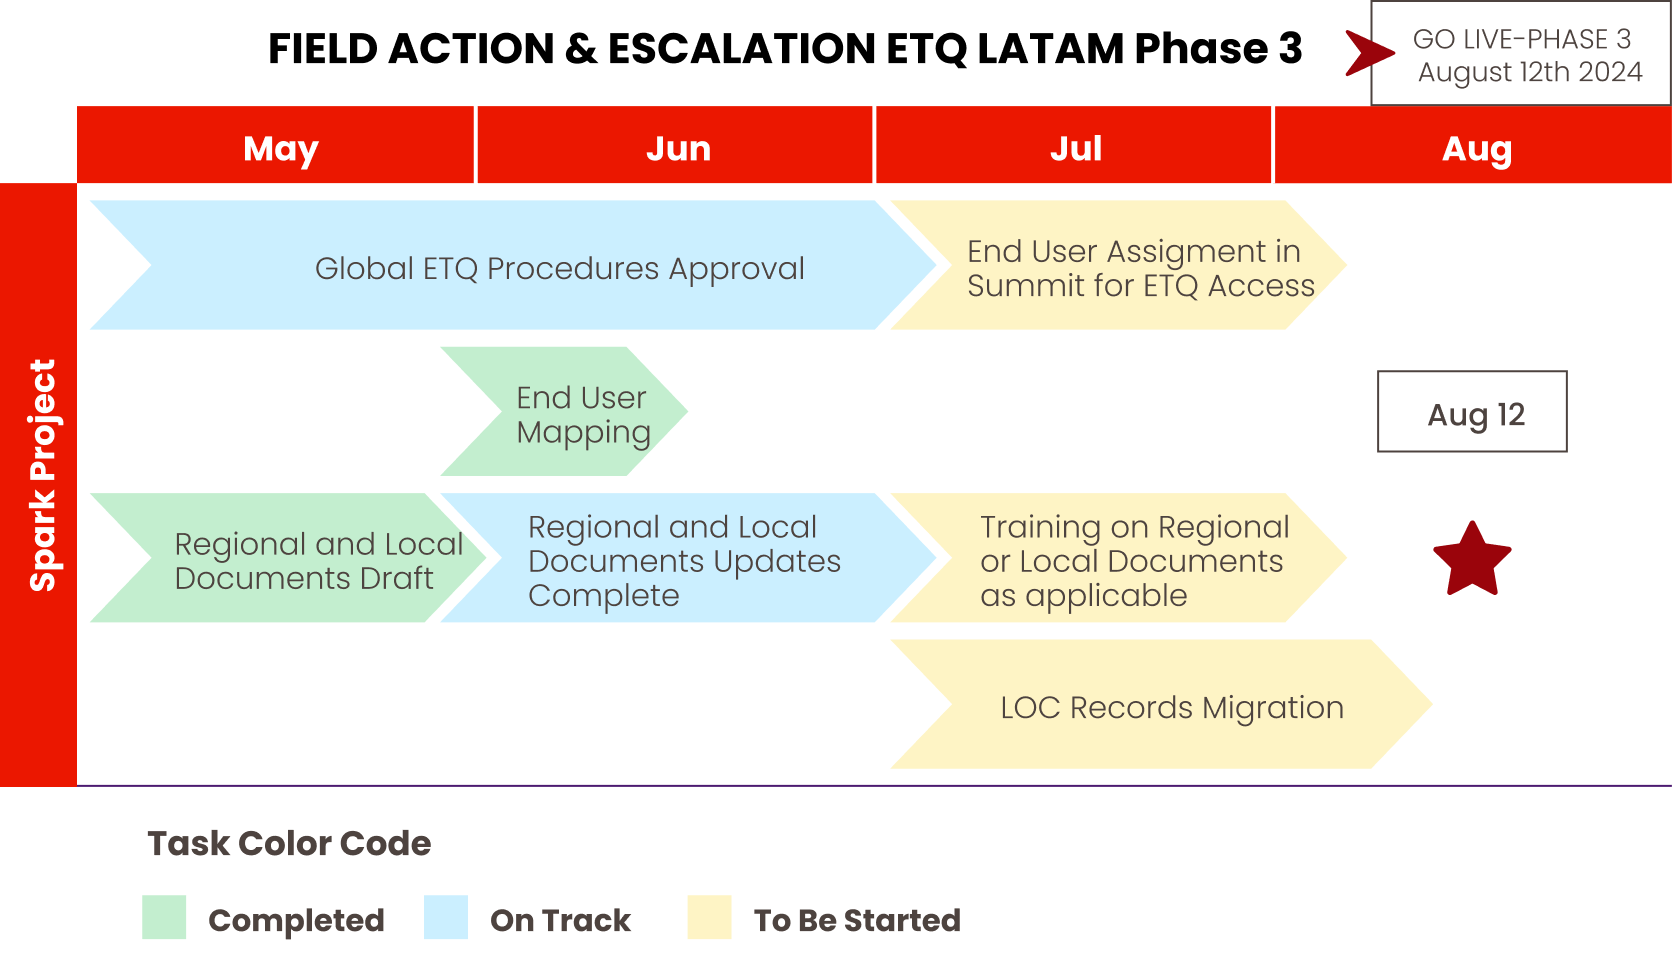 FIELD ACTION & ESCALATION ETQ LATAM Phase 3
GO LIVE-PHASE 3
August 12th 2024
May
Jun
Jul
Aug
Spark Project
Global ETQ Procedures Approval
End User Assigment in
Summit for ETQ Access
End User
Mapping
Aug 12
Regional and Local
Documents Draft
Regional and Local
Documents Updates
Complete
Training on Regional
or Local Documents
as applicable
LOC Records Migration
Task Color Code
Completed
On Track
To Be Started